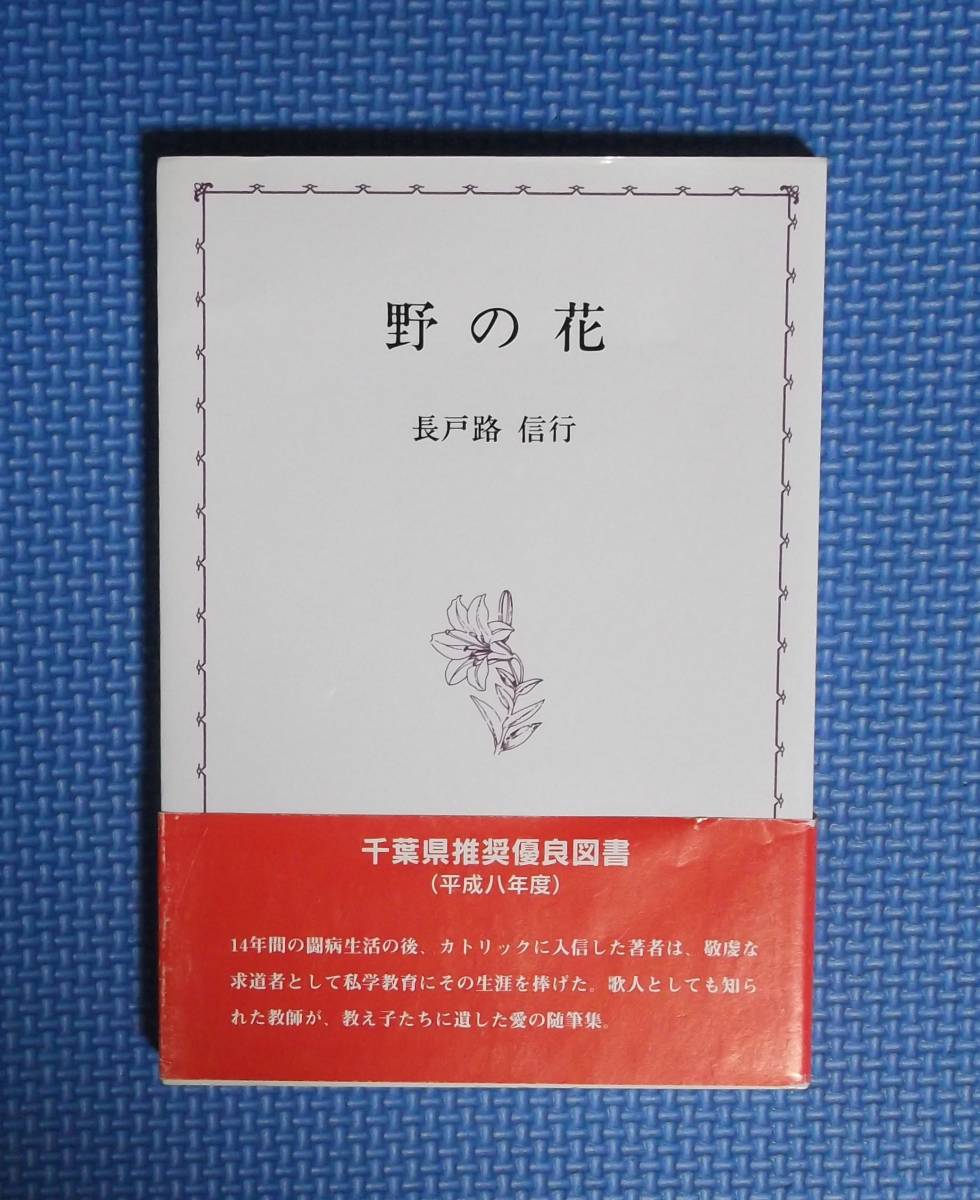 野の花
長戸路 信行
千葉県推奨優良図書
(平成八年度)
14年間の闘病生活の後、カトリックに入信した著者は、敬虔な
求道者として私学教育にその生涯を捧げた。歌人としても知ら
れた教師が、教え子たちに遺した愛の随筆集。